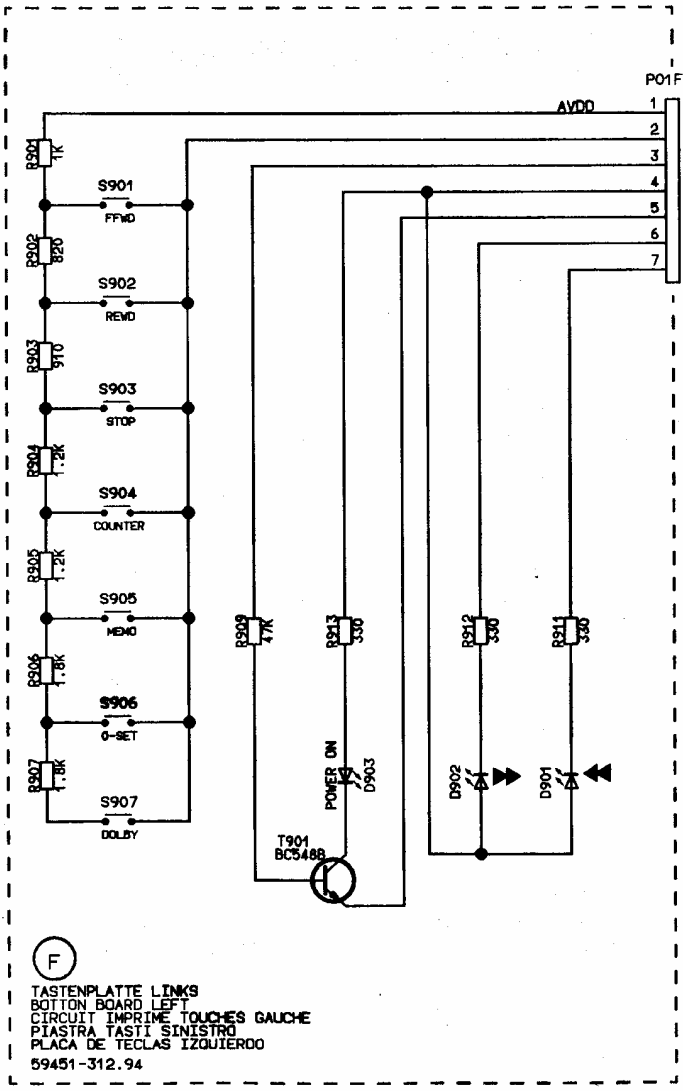 P01F
AVDD
1
2
3
4
5
6
7
R901
1K
S901
FFWD
R902
820
S902
REWD
R903
910
S903
STOP
R904
1.2K
S904
COUNTER
R905
1.2K
S905
MEMO
R906
1.8K
S906
0-SET
R907
1.8K
S907
DOLBY
R909
47K
R913
330
R912
330
R911
330
POWER ON
D903
D902
D901
T901
BC548B
F
TASTENPLATTE LINKS
BOTTON BOARD LEFT
CIRCUIT IMPRIME TOUCHES GAUCHE
PIASTRA TASTI SINISTRO
PLACA DE TECLAS IZQUIERDO
59451-312.94